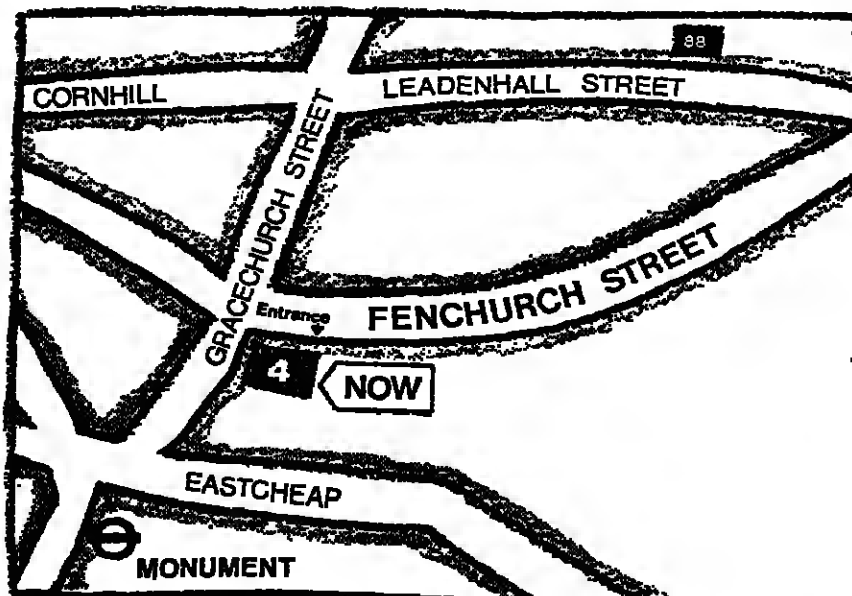 88
CORNHILL
LEADENHALL STREET
GRACECHURCH STREET
Entrance
FENCHURCH STREET
4
NOW
EASTCHEAP
MONUMENT